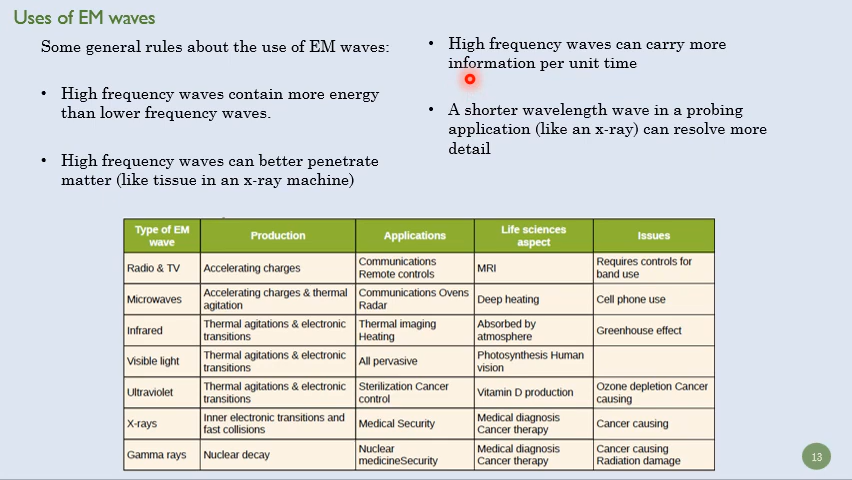 Uses of EM waves
Some general rules about the use of EM waves:
• High frequency waves contain more energy
than lower frequency waves.
• High frequency waves can better penetrate
matter (like tissue in an x-ray machine)
• High frequency waves can carry more
information per unit time
• A shorter wavelength wave in a probing
application (like an x-ray) can resolve more
detail
Type of EM
wave
Production
Applications
Life sciences
aspect
Issues
Radio & TV
Accelerating charges
Communications
Remote controls
MRI
Requires controls for
band use
Microwaves
Accelerating charges & thermal
agitation
Communications Ovens
Radar
Deep heating
Cell phone use
Infrared
Thermal agitations & electronic
transitions
Thermal imaging
Heating
Absorbed by
atmosphere
Greenhouse effect
Visible light
Thermal agitations & electronic
transitions
All pervasive
Photosynthesis Human
vision
Ultraviolet
Thermal agitations & electronic
transitions
Sterilization Cancer
control
Vitamin D production
Ozone depletion Cancer
causing
X-rays
Inner electronic transitions and
fast collisions
Medical Security
Medical diagnosis
Cancer therapy
Cancer causing
Gamma rays
Nuclear decay
Nuclear
medicineSecurity
Medical diagnosis
Cancer therapy
Cancer causing
Radiation damage
13